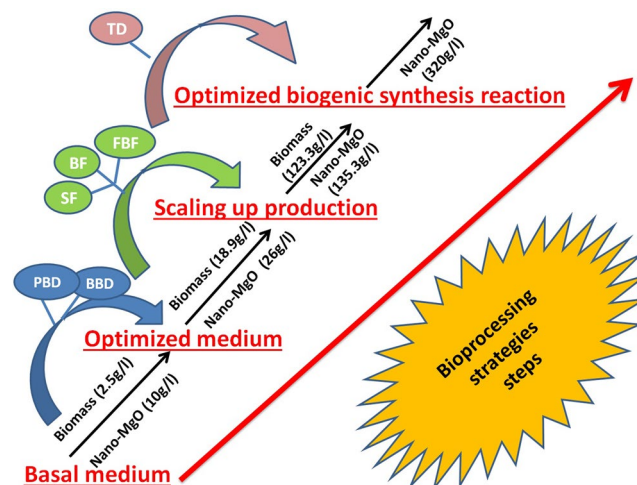 TD
Nano-MgO
(320g/l)
Optimized biogenic synthesis reaction
FBF
BF
SF
Biomass
(123.3g/l)
Nano-MgO
(135.3g/l)
Scaling up production
Biomass (18.9g/l)
Nano-MgO (26g/l)
PBD
BBD
Optimized medium
Biomass (2.5g/l)
Nano-MgO (10g/l)
Basal medium
Bioprocessing
strategies
steps